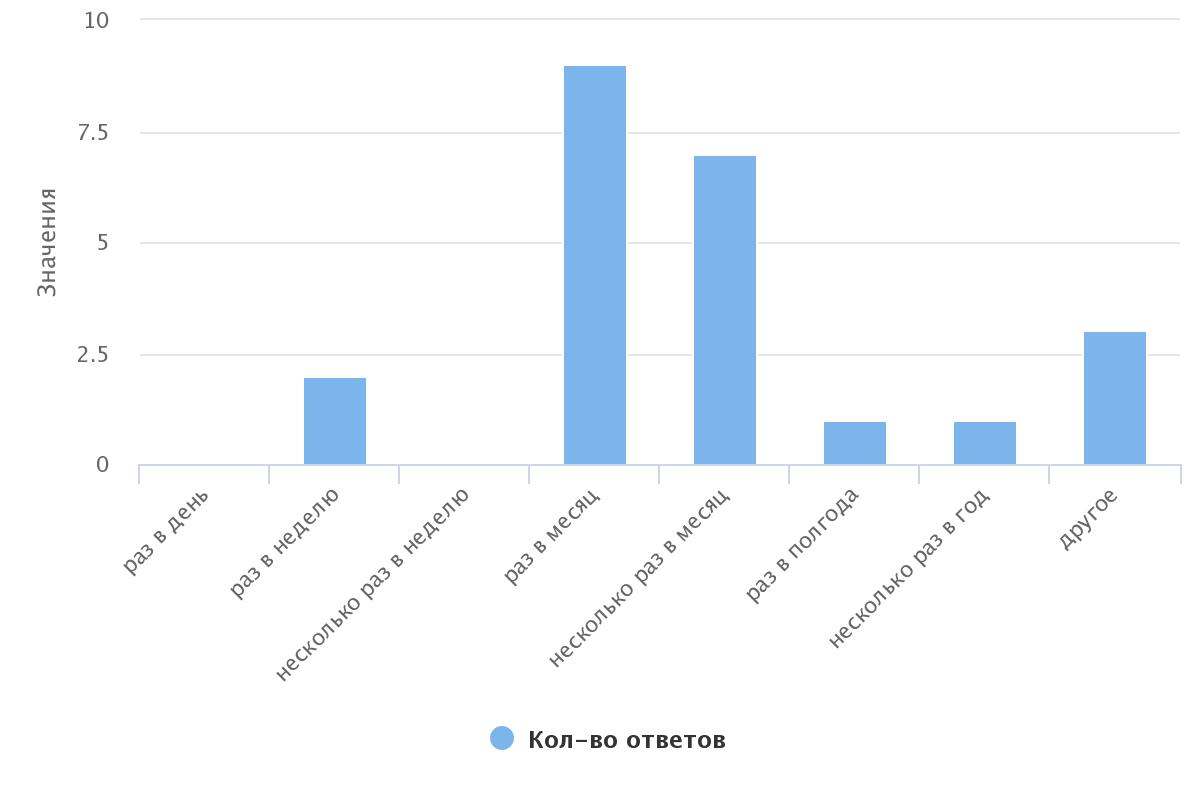 10
7.5
5
2.5
0
Значения
раз в день
раз в неделю
несколько раз в неделю
раз в месяц
несколько раз в месяц
раз в полгода
несколько раз в год
другое
Кол-во ответов